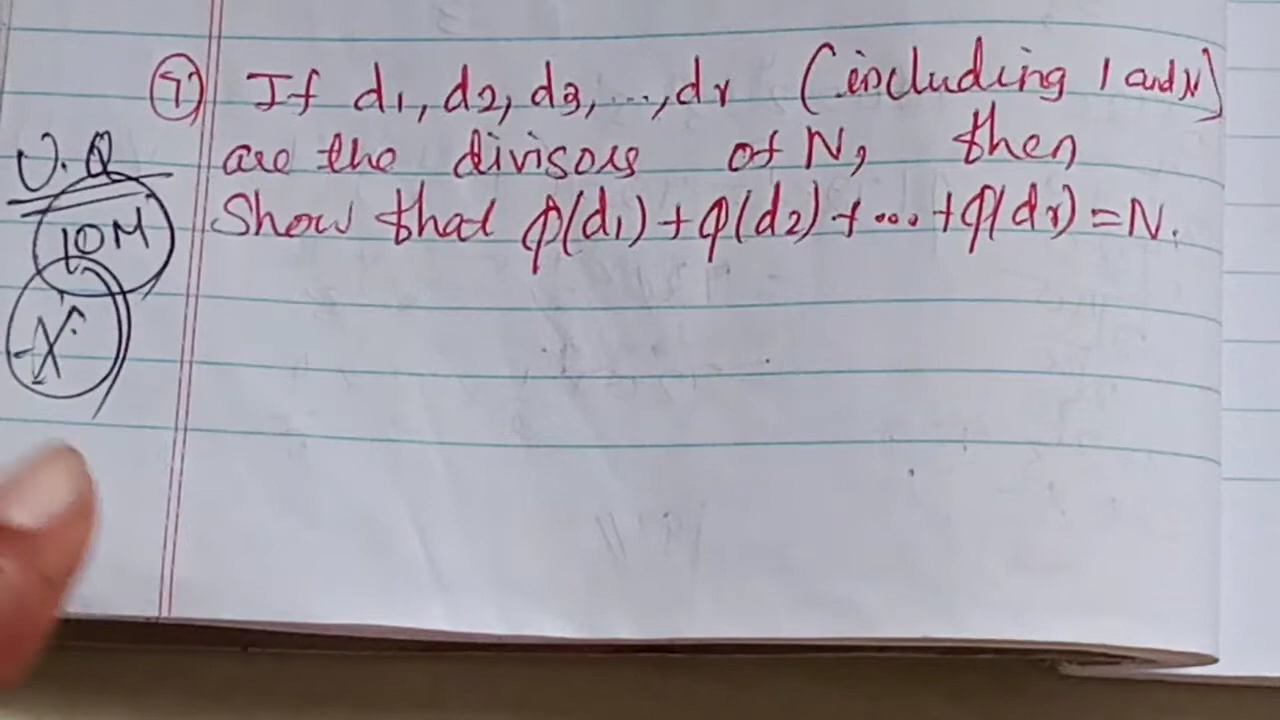 7) If d1, d2, d3, ..., dr (including 1 and N)
U.Q are the divisors of N, then
10M Show that φ(d1) + φ(d2) + ... + φ(dr) = N.